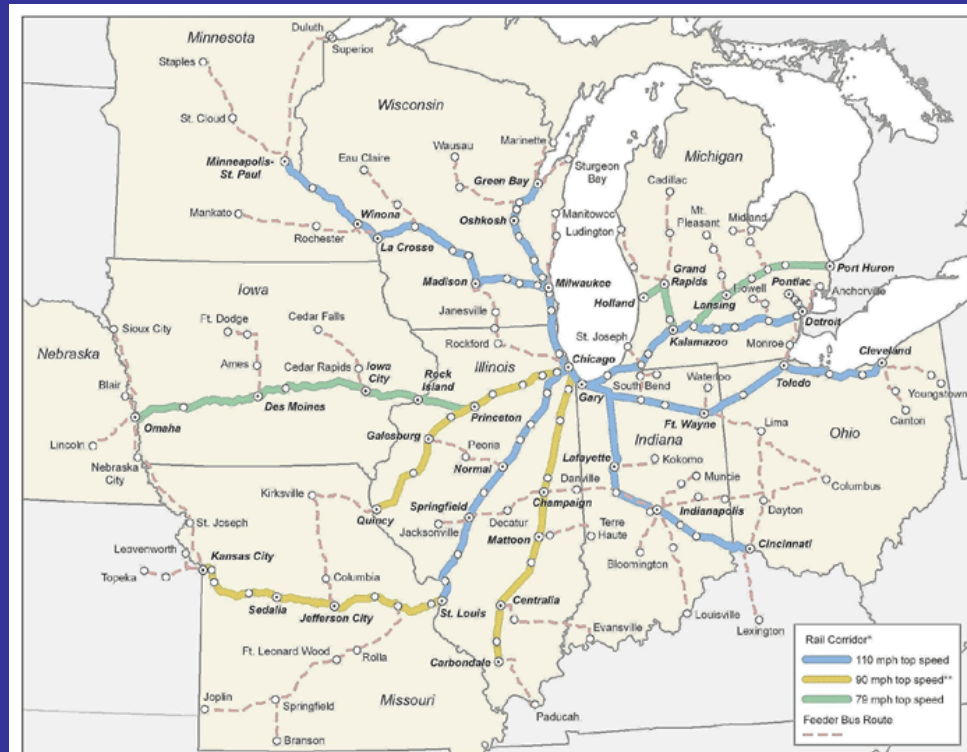 Minnesota
Duluth
Superior
Staples
Wisconsin
St. Cloud
Marinette
Wausau
Michigan
Minneapolis-
St. Paul
Eau Claire
Sturgeon
Bay
Green Bay
Cadillac
Mt.
Pleasant
Midland
Mankato
Winona
Oshkosh
Manitowoc
Ludington
Rochester
La Crosse
Grand
Rapids
Port Huron
Pontiac
Anchorville
Madison
Milwaukee
Holland
Lansing
Howell
Iowa
Janesville
Detroit
Kalamazoo
Sioux City
Ft. Dodge
Cedar Falls
Rockford
St. Joseph
Monroe
Cleveland
Nebraska
Illinois
Chicago
Ames
Cedar Rapids
Iowa
City
Rock
Island
South Bend
Waterloo
Toledo
Gary
Blair
Youngstown
Des Moines
Princeton
Canton
Omaha
Ft. Wayne
Lima
Galesburg
Indiana
Ohio
Lincoln
Peoria
Lafayette
Kokomo
Nebraska
City
Normal
Danville
Muncie
Columbus
Kirksville
Springfield
Champaign
Indianapolis
Dayton
Quincy
Decatur
Jacksonville
Mattoon
Terre
Haute
St. Joseph
Leavenworth
Kansas City
Bloomington
Cincinnati
Topeka
Columbia
Sedalia
Jefferson City
St. Louis
Centralia
Louisville
Lexington
Evansville
Ft. Leonard Wood
Rolla
Carbondale
Joplin
Springfield
Missouri
Paducah
Branson
Rail Corridor*
110 mph top speed
90 mph top speed**
79 mph top speed
Feeder Bus Route